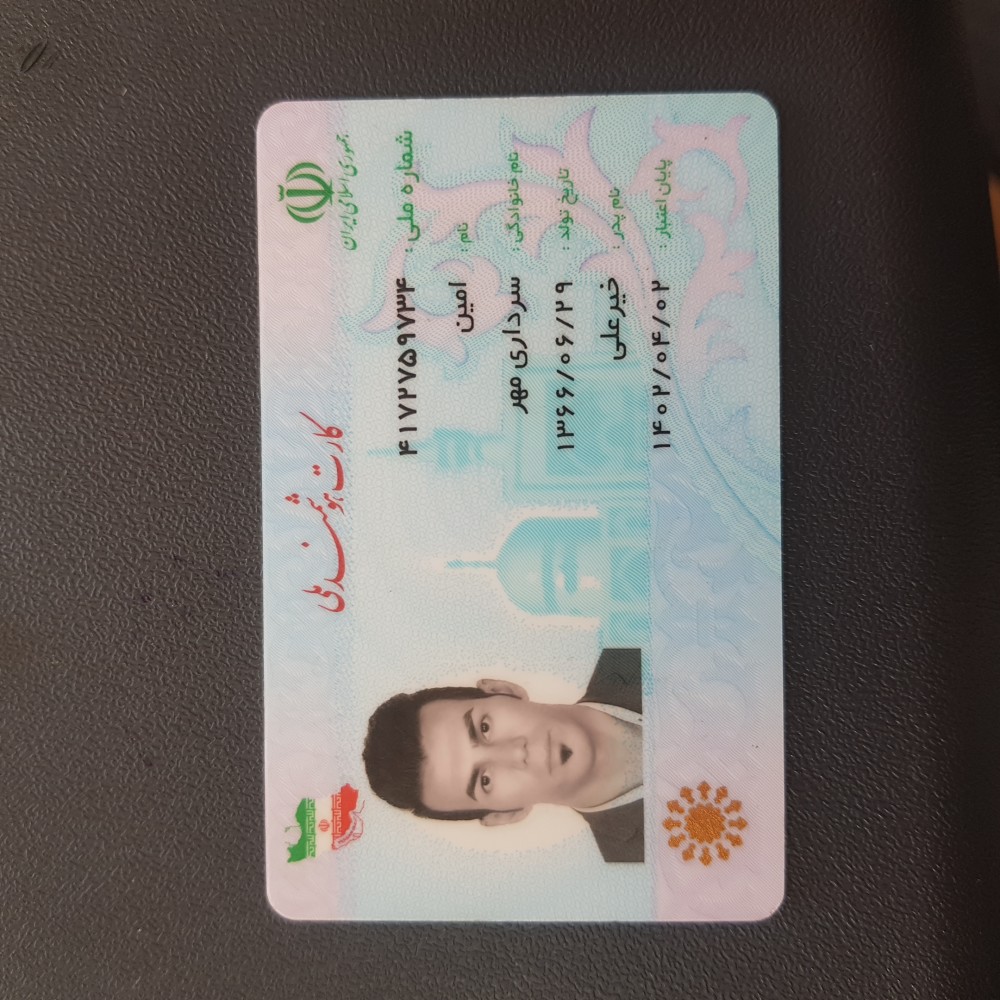 جمهوری اسلامی ایران
کارت هوشمند ملی
شماره ملی : ۴۱۷۲۷۵۹۷۳۴
نام : امین
نام خانوادگی : سرداری مهر
تاریخ تولد : ۱۳۶۶/۰۶/۲۹
نام پدر : خیرعلی
پایان اعتبار : ۱۴۰۲/۰۴/۰۲